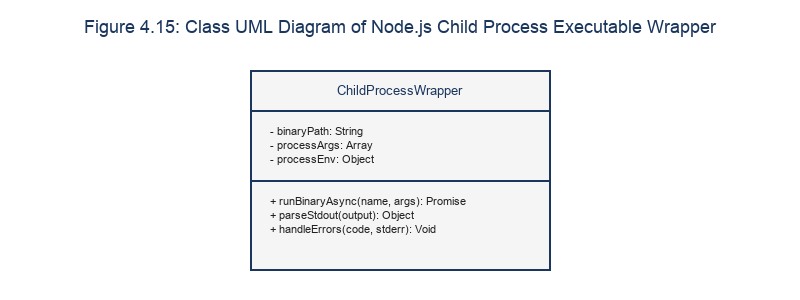 Figure 4.15: Class UML Diagram of Node.js Child Process Executable Wrapper
ChildProcessWrapper
- binaryPath: String
- processArgs: Array
- processEnv: Object
+ runBinaryAsync(name, args): Promise
+ parseStdout(output): Object
+ handleErrors(code, stderr): Void